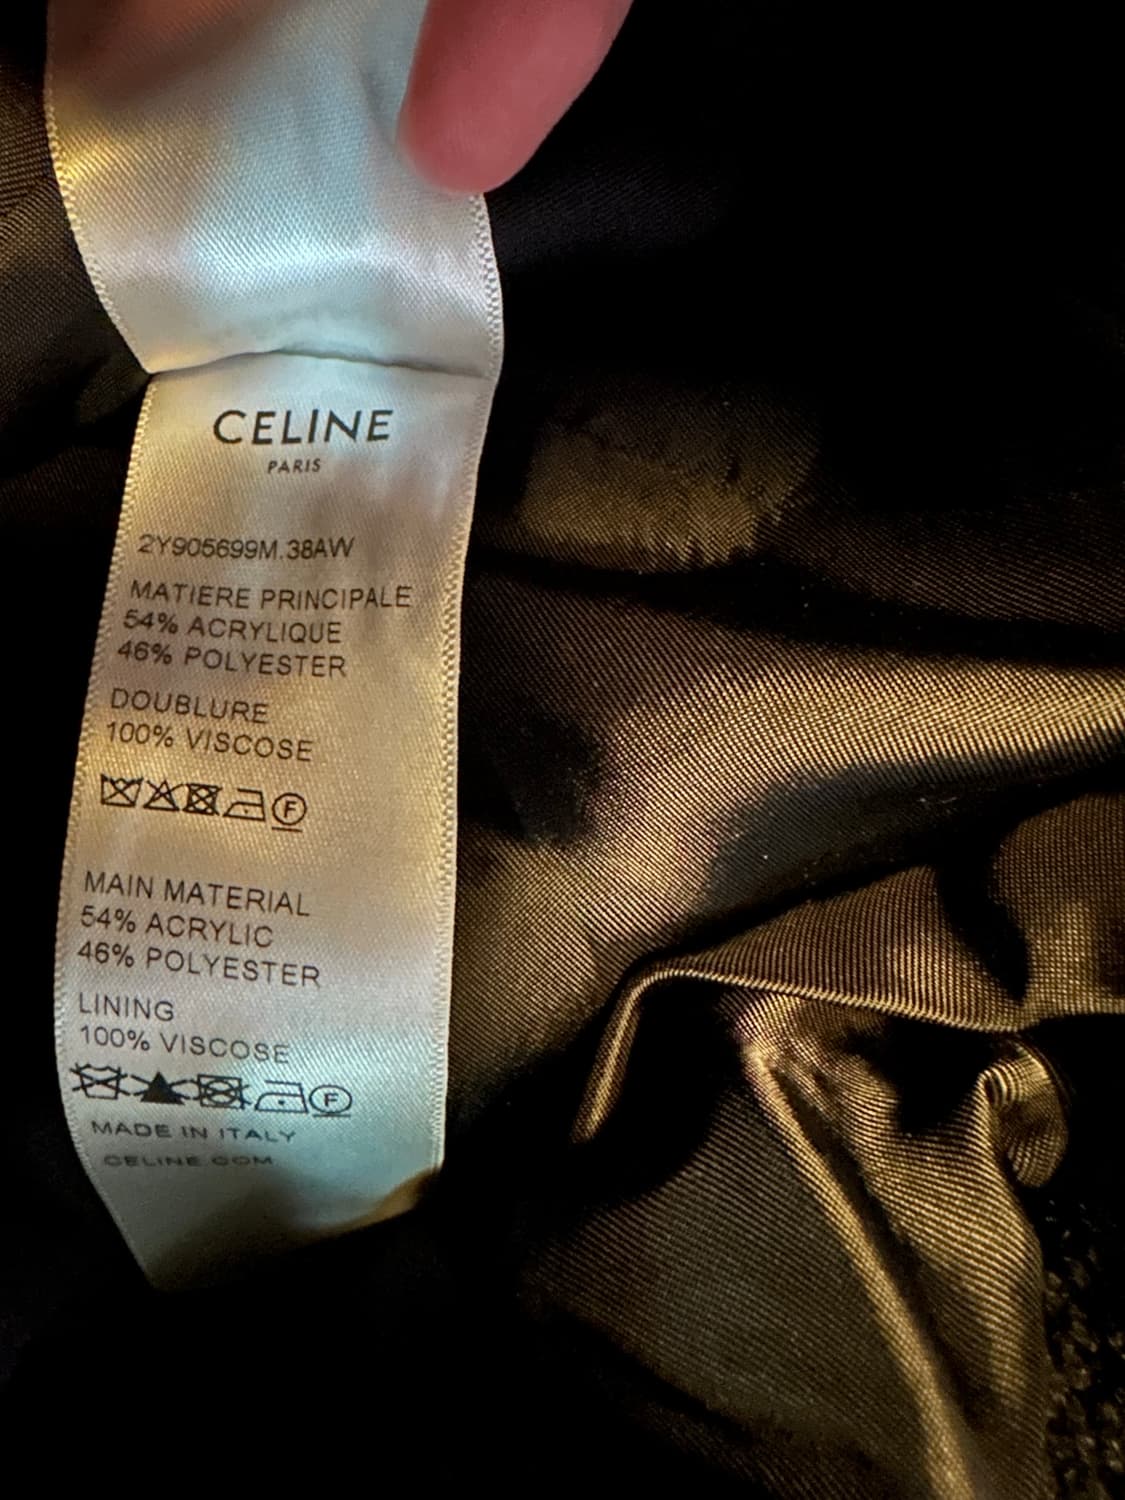 CELINE
PARIS
2Y905699M.38AW
MATIERE PRINCIPALE
54% ACRYLIQUE
46% POLYESTER
DOUBLURE
100% VISCOSE
F
MAIN MATERIAL
54% ACRYLIC
46% POLYESTER
LINING
100% VISCOSE
F
MADE IN ITALY
CELINE.COM